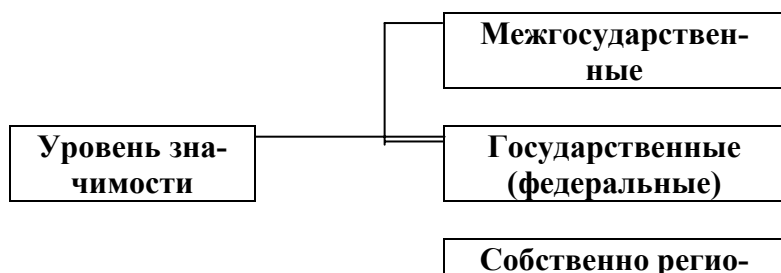 Межгосударствен-
ные
Уровень зна-
чимости
Государственные
(федеральные)
Собственно регио-